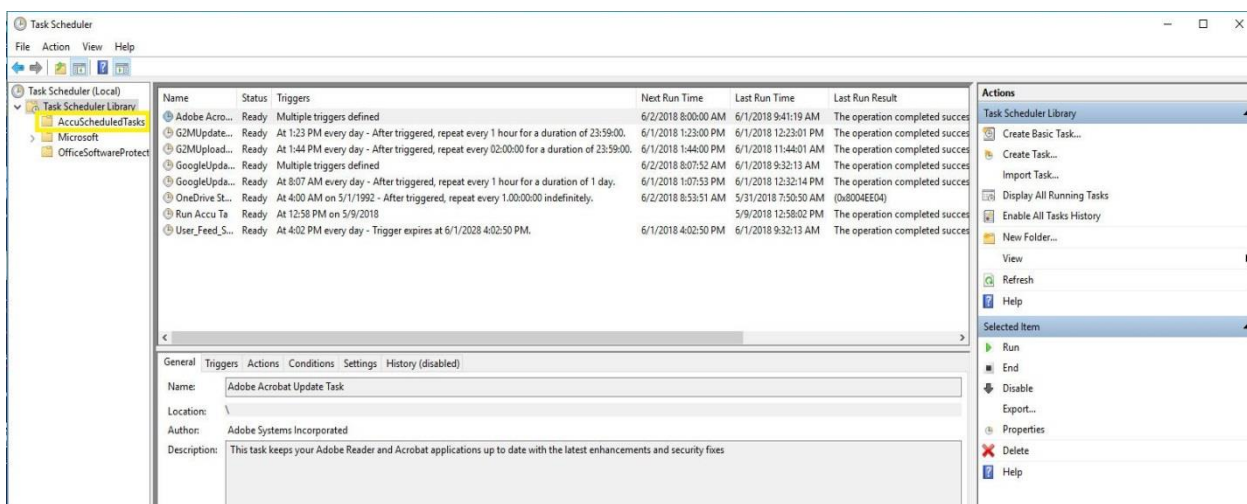 Task Scheduler
File Action View Help
Task Scheduler (Local)
Task Scheduler Library
AccuScheduledTasks
Microsoft
OfficeSoftwareProtect
Name Status Triggers Next Run Time Last Run Time Last Run Result
Adobe Acro... Ready Multiple triggers defined 6/2/2018 8:00:00 AM 6/1/2018 9:41:19 AM The operation completed succes
G2MUpdate... Ready At 1:23 PM every day - After triggered, repeat every 1 hour for a duration of 23:59:00. 6/1/2018 1:23:00 PM 6/1/2018 12:23:01 PM The operation completed succes
G2MUpload... Ready At 1:44 PM every day - After triggered, repeat every 02:00:00 for a duration of 23:59:00. 6/1/2018 1:44:00 PM 6/1/2018 11:44:01 AM The operation completed succes
GoogleUpda... Ready Multiple triggers defined 6/2/2018 8:07:52 AM 6/1/2018 9:32:13 AM The operation completed succes
GoogleUpda... Ready At 8:07 AM every day - After triggered, repeat every 1 hour for a duration of 1 day. 6/1/2018 1:07:53 PM 6/1/2018 12:32:14 PM The operation completed succes
OneDrive St... Ready At 4:00 AM on 5/1/1992 - After triggered, repeat every 1.00:00:00 indefinitely. 6/2/2018 8:53:51 AM 5/31/2018 7:50:50 AM (0x8004EE04)
Run Accu Ta Ready At 12:58 PM on 5/9/2018 5/9/2018 12:58:02 PM The operation completed succes
User_Feed_S... Ready At 4:02 PM every day - Trigger expires at 6/1/2028 4:02:50 PM. 6/1/2018 4:02:50 PM 6/1/2018 9:32:13 AM The operation completed succes
General Triggers Actions Conditions Settings History (disabled)
Name: Adobe Acrobat Update Task
Location: \
Author: Adobe Systems Incorporated
Description: This task keeps your Adobe Reader and Acrobat applications up to date with the latest enhancements and security fixes
Actions
Task Scheduler Library
Create Basic Task...
Create Task...
Import Task...
Display All Running Tasks
Enable All Tasks History
New Folder...
View
Refresh
Help
Selected Item
Run
End
Disable
Export...
Properties
Delete
Help